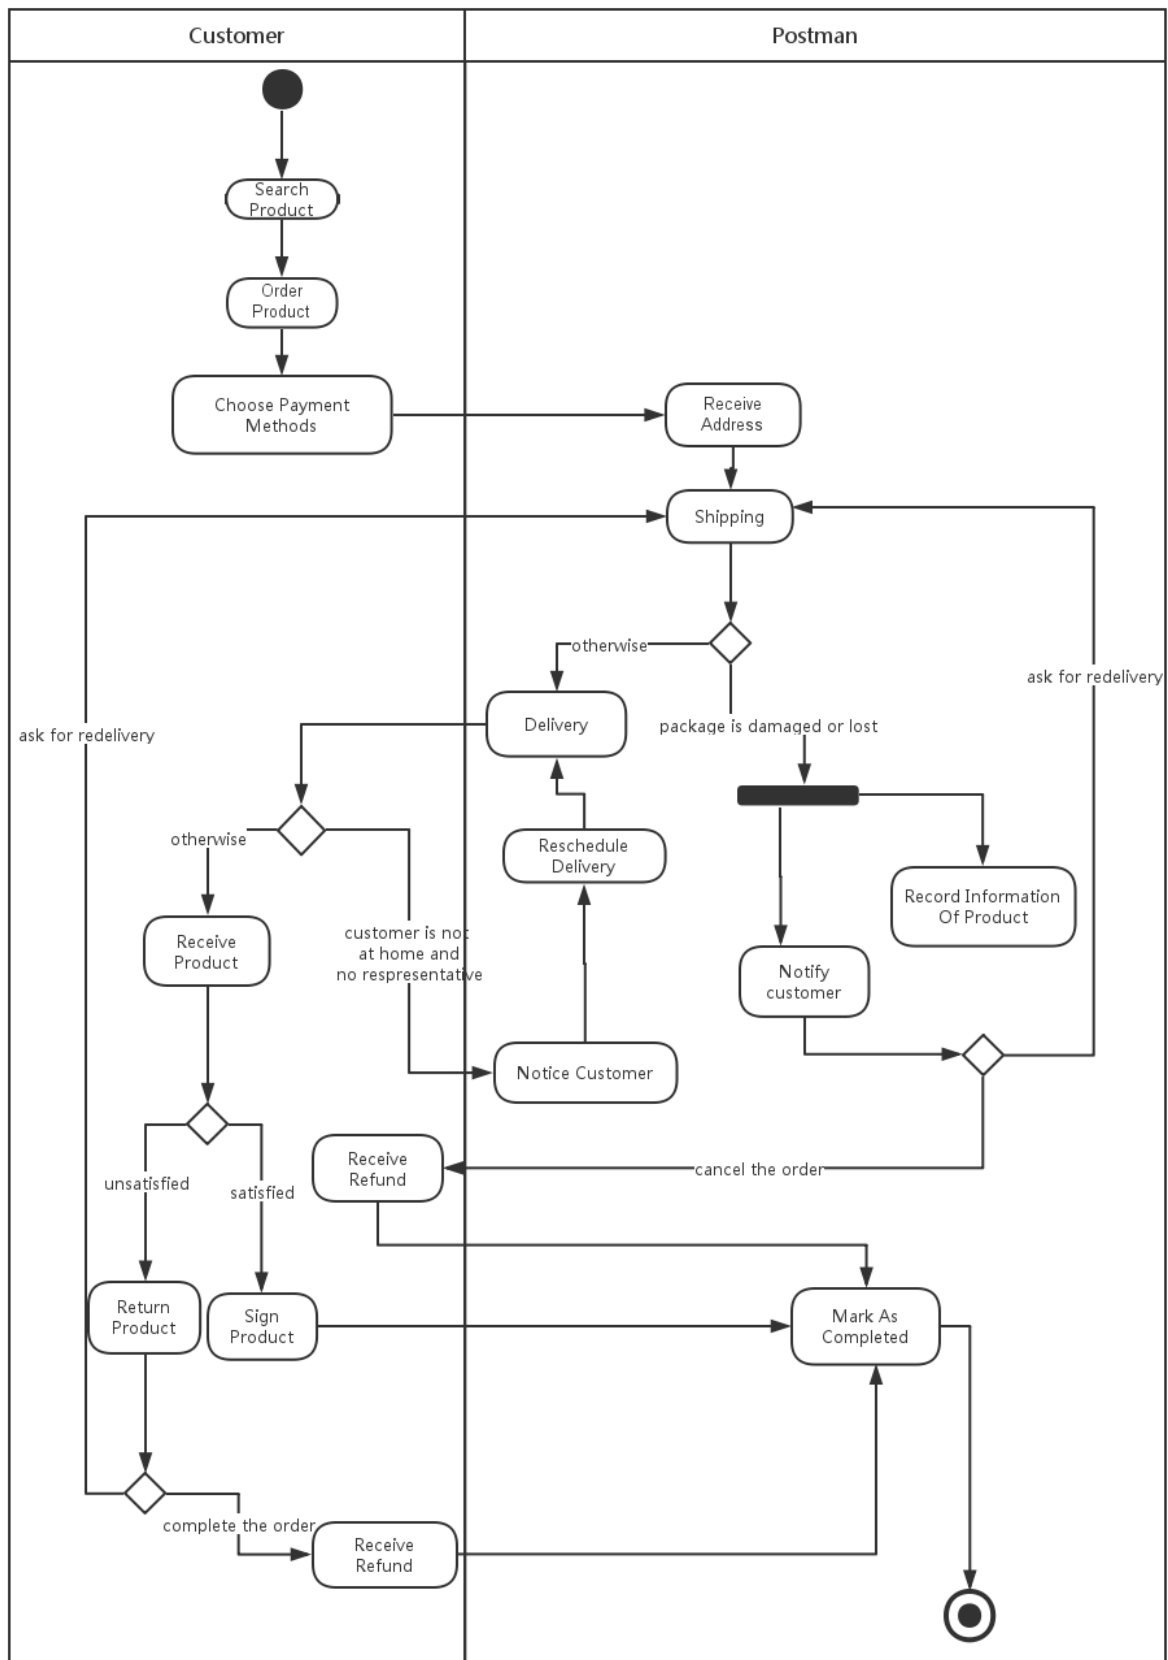 Customer
Postman
Search
Product
Order
Product
Choose Payment
Methods
Receive
Address
Shipping
otherwise
ask for redelivery
package is damaged or lost
Delivery
ask for redelivery
otherwise
Reschedule
Delivery
Record Information
Of Product
customer is not
at home and
no respresentative
Receive
Product
Notify
customer
Notice Customer
Receive
Refund
cancel the order
unsatisfied
satisfied
Return
Product
Sign
Product
Mark As
Completed
complete the order
Receive
Refund